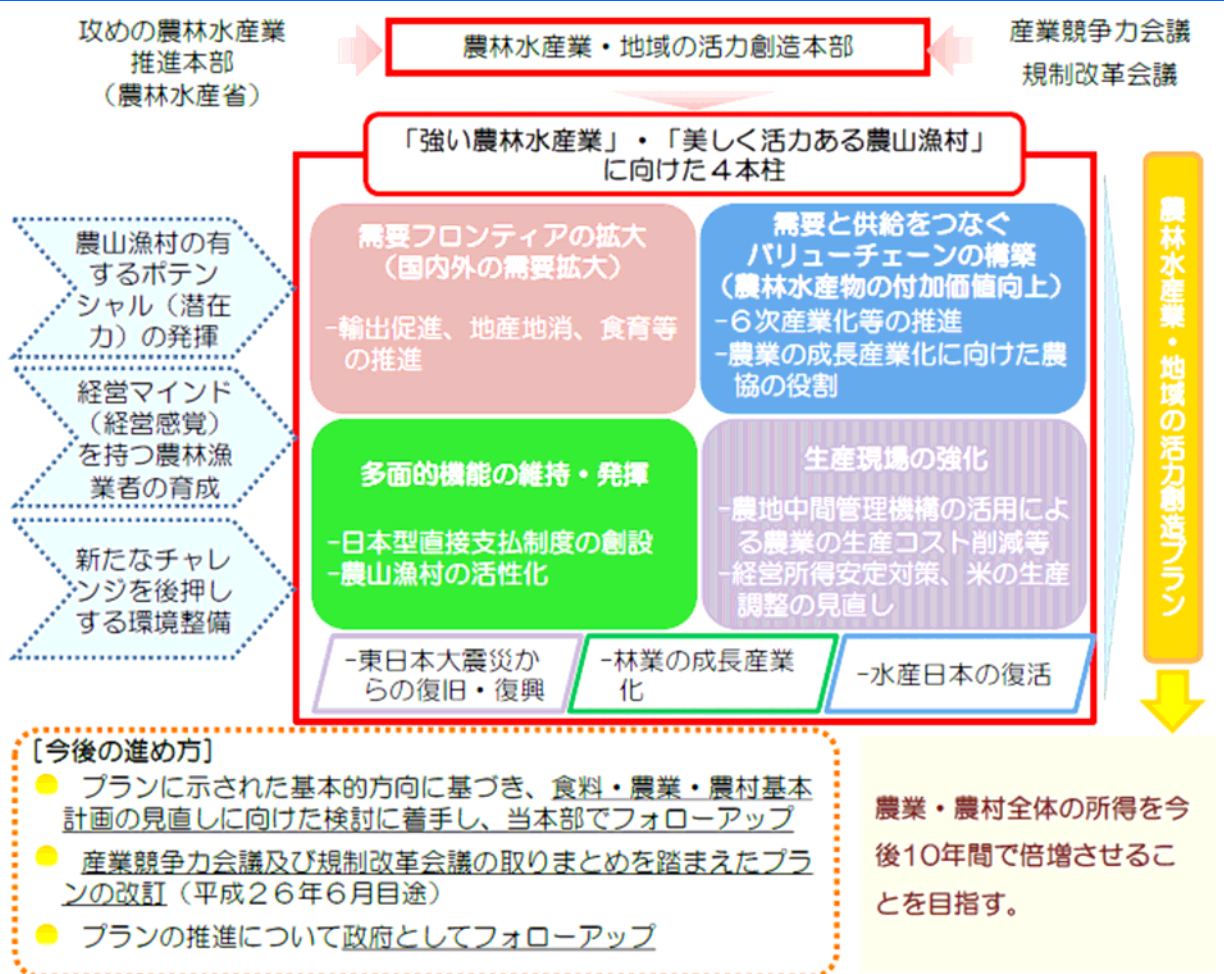 攻めの農林水産業
推進本部
(農林水産省)
農林水産業・地域の活力創造本部
産業競争力会議
規制改革会議
「強い農林水産業」・「美しく活力ある農山漁村」
に向けた4本柱
農山漁村の有
するポテン
シャル(潜在
力)の発揮
経営マインド
(経営感覚)
を持つ農林漁
業者の育成
新たなチャレ
ンジを後押し
する環境整備
需要フロンティアの拡大
(国内外の需要拡大)
-輸出促進、地産地消、食育等
の推進
需要と供給をつなぐ
バリューチェーンの構築
(農林水産物の付加価値向上)
-6次産業化等の推進
-農業の成長産業化に向けた農
協の役割
多面的機能の維持・発揮
-日本型直接支払制度の創設
-農山漁村の活性化
生産現場の強化
-農地中間管理機構の活用によ
る農業の生産コスト削減等
-経営所得安定対策、米の生産
調整の見直し
-東日本大震災か
らの復旧・復興
-林業の成長産業
化
-水産日本の復活
農林水産業・地域の活力創造プラン
[今後の進め方]
プランに示された基本的方向に基づき、食料・農業・農村基本
計画の見直しに向けた検討に着手し、当本部でフォローアップ
産業競争力会議及び規制改革会議の取りまとめを踏まえたプラ
ンの改訂(平成26年6月目途)
プランの推進について政府としてフォローアップ
農業・農村全体の所得を今
後10年間で倍増させるこ
とを目指す。